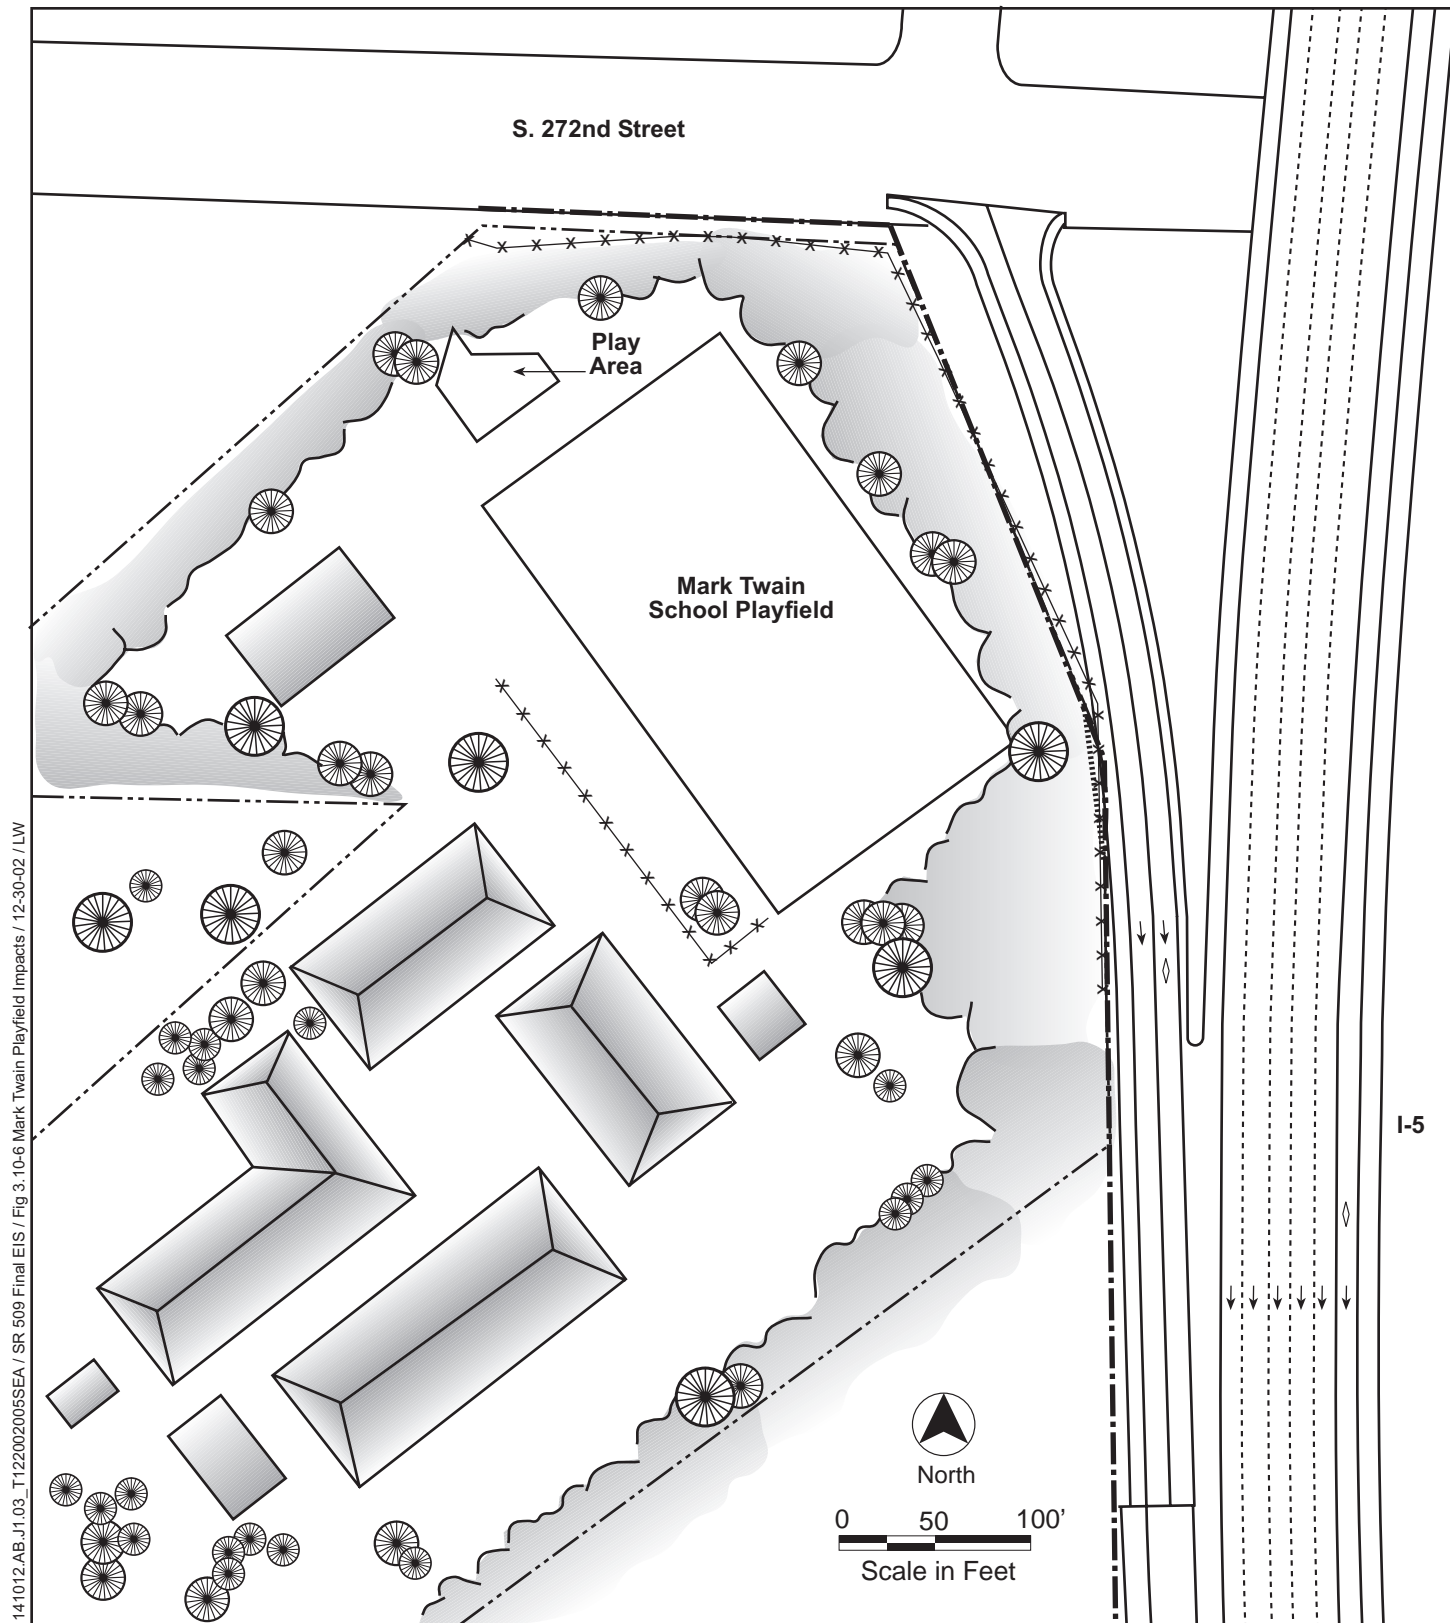 S. 272nd Street
Play
Area
Mark Twain
School Playfield
I-5
North
0 50 100’
Scale in Feet
141012.AB.J1.03_T122002005SEA / SR 509 Final EIS / Fig 3.10-6 Mark Twain Playfield Impacts / 12-30-02 / LW